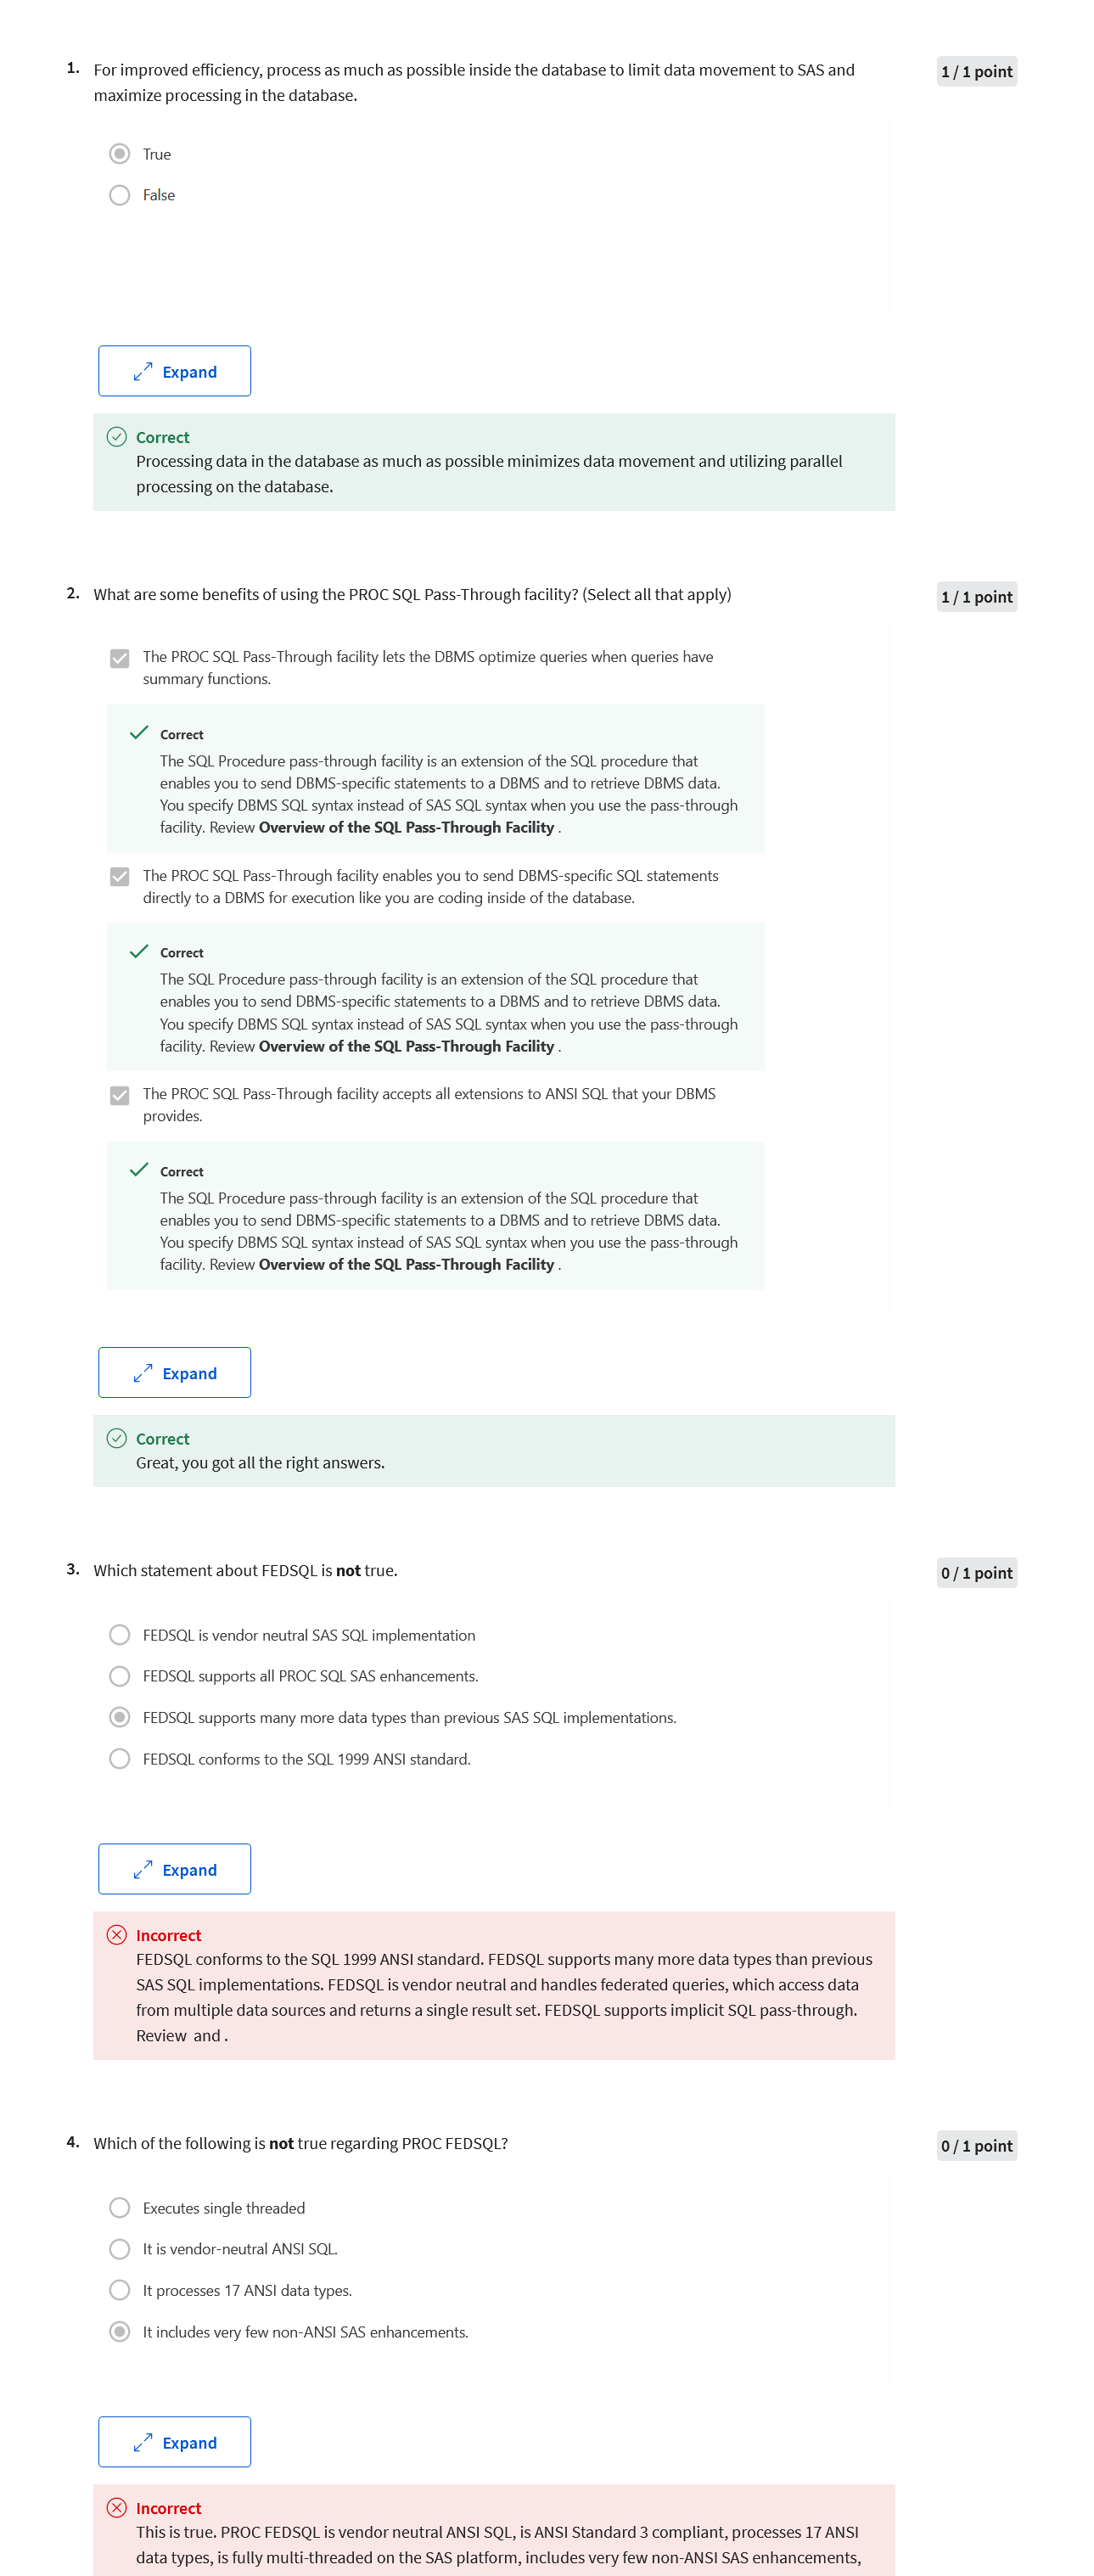 1. For improved efficiency, process as much as possible inside the database to limit data movement to SAS and
maximize processing in the database.
1 / 1 point
True
False
Expand
Correct
Processing data in the database as much as possible minimizes data movement and utilizing parallel
processing on the database.
2. What are some benefits of using the PROC SQL Pass-Through facility? (Select all that apply)
1 / 1 point
The PROC SQL Pass-Through facility lets the DBMS optimize queries when queries have
summary functions.
Correct
The SQL Procedure pass-through facility is an extension of the SQL procedure that
enables you to send DBMS-specific statements to a DBMS and to retrieve DBMS data.
You specify DBMS SQL syntax instead of SAS SQL syntax when you use the pass-through
facility. Review Overview of the SQL Pass-Through Facility .
The PROC SQL Pass-Through facility enables you to send DBMS-specific SQL statements
directly to a DBMS for execution like you are coding inside of the database.
Correct
The SQL Procedure pass-through facility is an extension of the SQL procedure that
enables you to send DBMS-specific statements to a DBMS and to retrieve DBMS data.
You specify DBMS SQL syntax instead of SAS SQL syntax when you use the pass-through
facility. Review Overview of the SQL Pass-Through Facility .
The PROC SQL Pass-Through facility accepts all extensions to ANSI SQL that your DBMS
provides.
Correct
The SQL Procedure pass-through facility is an extension of the SQL procedure that
enables you to send DBMS-specific statements to a DBMS and to retrieve DBMS data.
You specify DBMS SQL syntax instead of SAS SQL syntax when you use the pass-through
facility. Review Overview of the SQL Pass-Through Facility .
Expand
Correct
Great, you got all the right answers.
3. Which statement about FEDSQL is not true.
0 / 1 point
FEDSQL is vendor neutral SAS SQL implementation
FEDSQL supports all PROC SQL SAS enhancements.
FEDSQL supports many more data types than previous SAS SQL implementations.
FEDSQL conforms to the SQL 1999 ANSI standard.
Expand
Incorrect
FEDSQL conforms to the SQL 1999 ANSI standard. FEDSQL supports many more data types than previous
SAS SQL implementations. FEDSQL is vendor neutral and handles federated queries, which access data
from multiple data sources and returns a single result set. FEDSQL supports implicit SQL pass-through.
Review and .
4. Which of the following is not true regarding PROC FEDSQL?
0 / 1 point
Executes single threaded
It is vendor-neutral ANSI SQL.
It processes 17 ANSI data types.
It includes very few non-ANSI SAS enhancements.
Expand
Incorrect
This is true. PROC FEDSQL is vendor neutral ANSI SQL, is ANSI Standard 3 compliant, processes 17 ANSI
data types, is fully multi-threaded on the SAS platform, includes very few non-ANSI SAS enhancements,